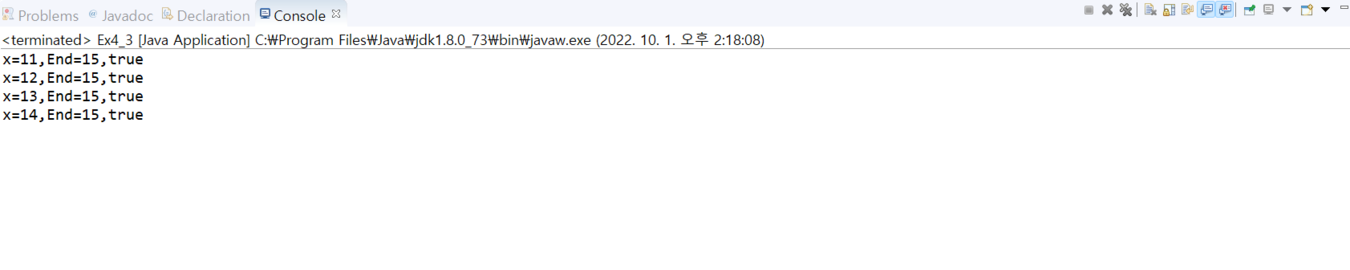 Problems Javadoc Declaration Console
<terminated> Ex4_3 [Java Application] C:₩Program Files₩Java₩jdk1.8.0_73₩bin₩javaw.exe (2022. 10. 1. 오후 2:18:08)
x=11,End=15,true
x=12,End=15,true
x=13,End=15,true
x=14,End=15,true